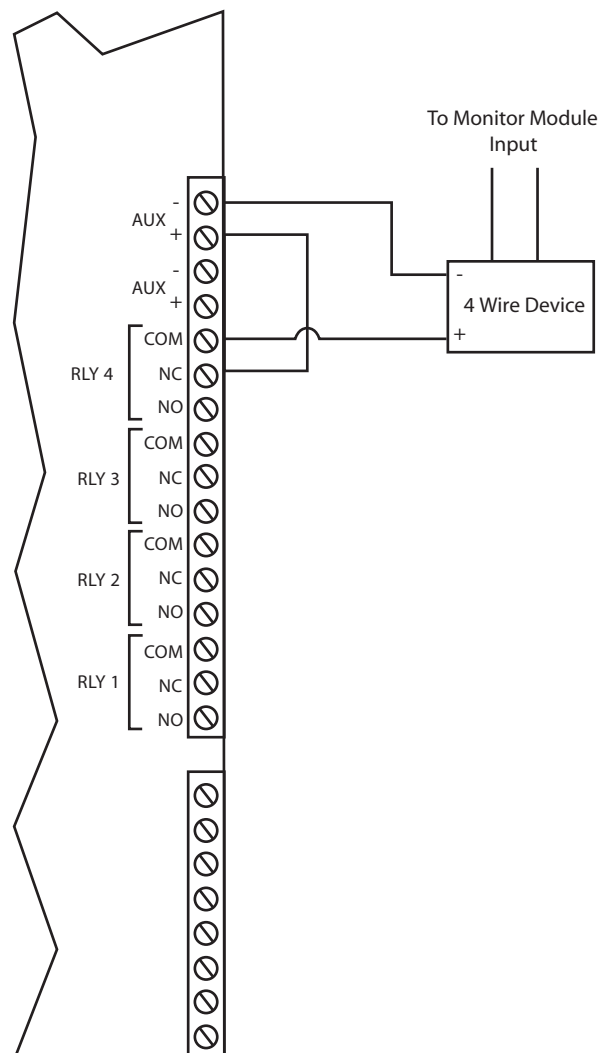 To Monitor Module
Input
-
AUX
+
-
AUX
+
-
4 Wire Device
+
COM
RLY 4
NC
NO
COM
RLY 3
NC
NO
COM
RLY 2
NC
NO
COM
RLY 1
NC
NO